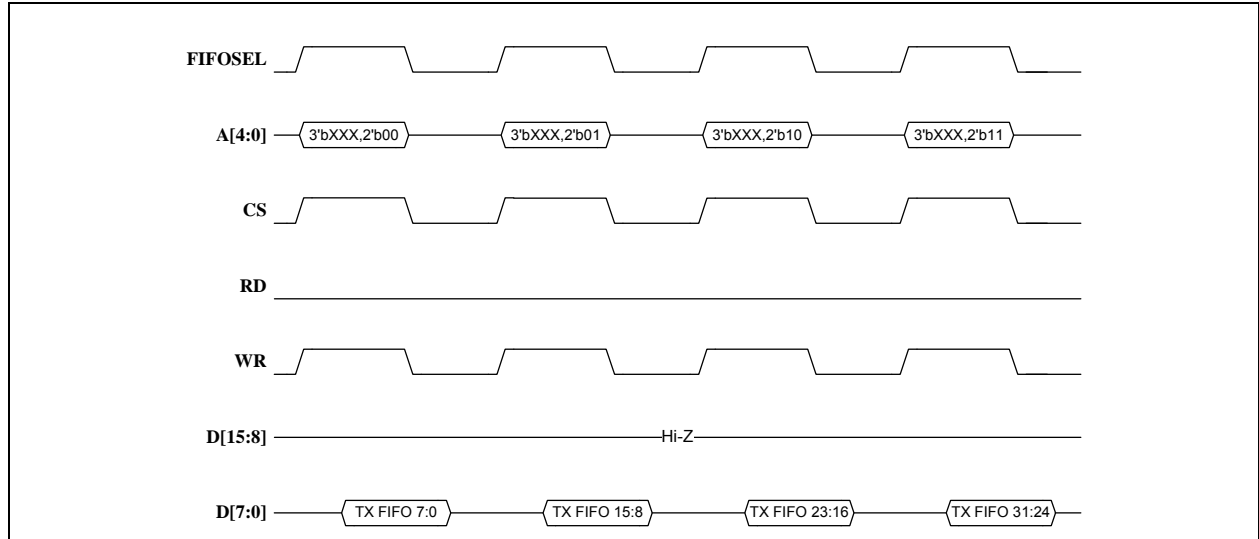 FIFOSEL
A[4:0] 3'bXXX,2'b00 3'bXXX,2'b01 3'bXXX,2'b10 3'bXXX,2'b11
CS
RD
WR
D[15:8] Hi-Z
D[7:0] TX FIFO 7:0 TX FIFO 15:8 TX FIFO 23:16 TX FIFO 31:24